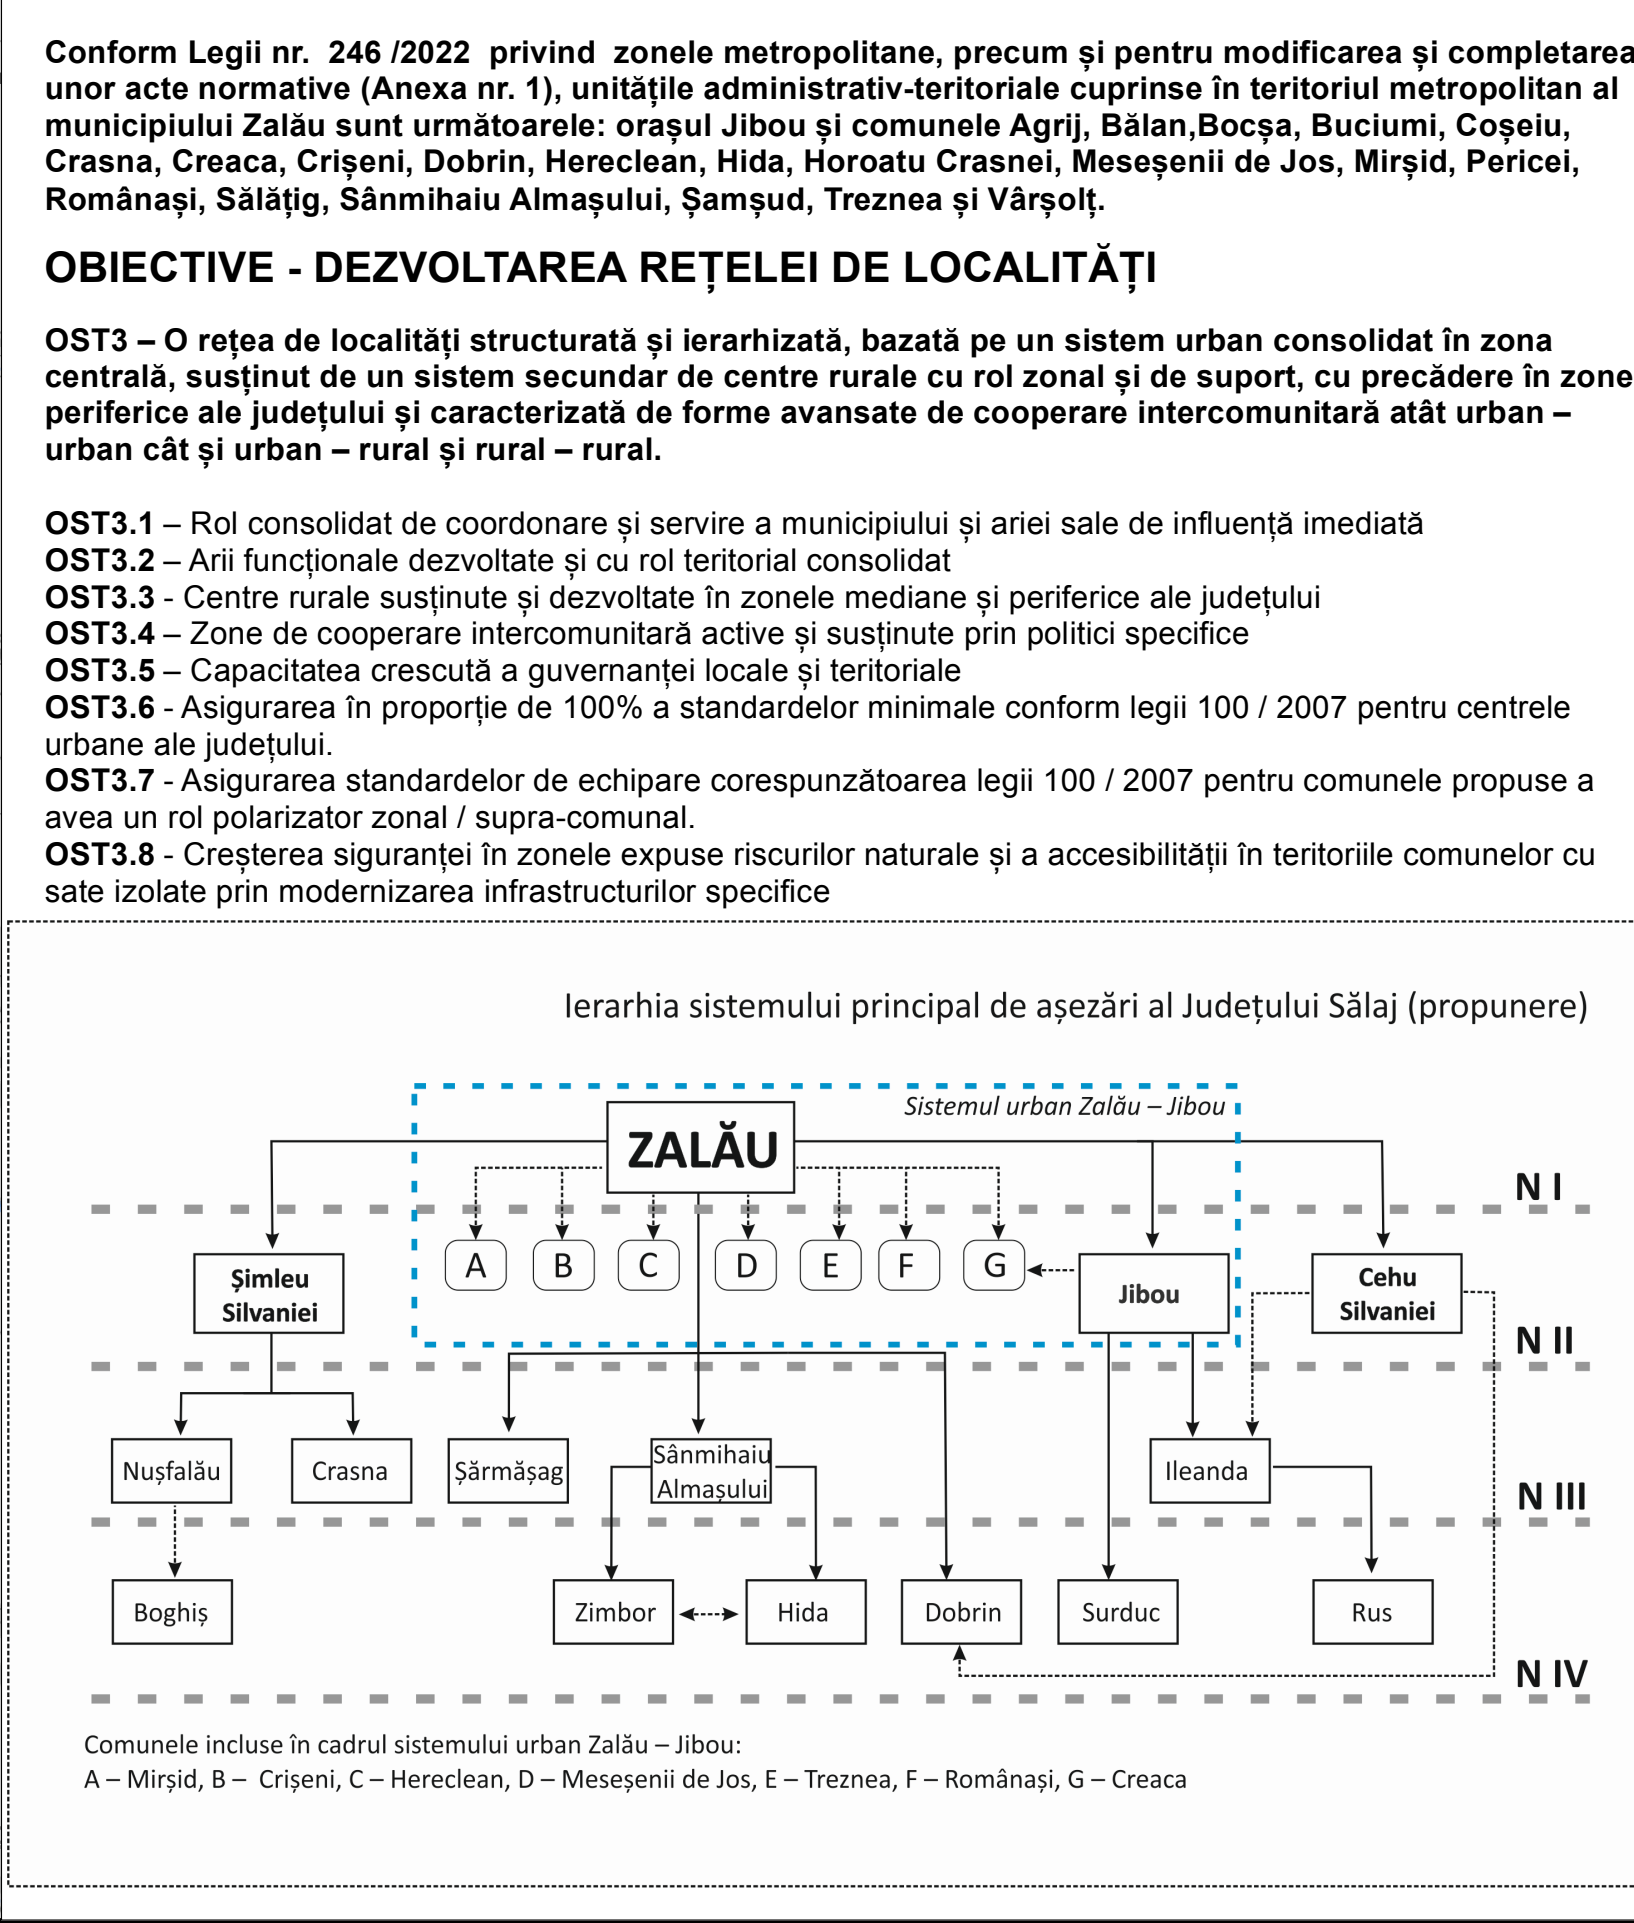 Conform Legii nr.  246 /2022  privind  zonele metropolitane, precum și pentru modificarea și completarea
unor acte normative (Anexa nr. 1), unitățile administrativ-teritoriale cuprinse în teritoriul metropolitan al
municipiului Zalău sunt următoarele: orașul Jibou și comunele Agrij, Bălan,Bocșa, Buciumi, Coșeiu,
Crasna, Creaca, Crișeni, Dobrin, Hereclean, Hida, Horoatu Crasnei, Meseșenii de Jos, Mirșid, Pericei,
Românași, Sălățig, Sânmihaiu Almașului, Șamșud, Treznea și Vârșolț.
OBIECTIVE - DEZVOLTAREA REȚELEI DE LOCALITĂȚI
OST3 – O rețea de localități structurată și ierarhizată, bazată pe un sistem urban consolidat în zona
centrală, susținut de un sistem secundar de centre rurale cu rol zonal și de suport, cu precădere în zone
periferice ale județului și caracterizată de forme avansate de cooperare intercomunitară atât urban –
urban cât și urban – rural și rural – rural.
OST3.1 – Rol consolidat de coordonare și servire a municipiului și ariei sale de influență imediată
OST3.2 – Arii funcționale dezvoltate și cu rol teritorial consolidat
OST3.3 - Centre rurale susținute și dezvoltate în zonele mediane și periferice ale județului
OST3.4 – Zone de cooperare intercomunitară active și susținute prin politici specifice
OST3.5 – Capacitatea crescută a guvernanței locale și teritoriale
OST3.6 - Asigurarea în proporție de 100% a standardelor minimale conform legii 100 / 2007 pentru centrele
urbane ale județului.
OST3.7 - Asigurarea standardelor de echipare corespunzătoarea legii 100 / 2007 pentru comunele propuse a
avea un rol polarizator zonal / supra-comunal.
OST3.8 - Creșterea siguranței în zonele expuse riscurilor naturale și a accesibilității în teritoriile comunelor cu
sate izolate prin modernizarea infrastructurilor specifice
Ierarhia sistemului principal de așezări al Județului Sălaj (propunere)
Sistemul urban Zalău – Jibou
ZALĂU
N I
A B C D E F G
Șimleu
Silvaniei
Jibou
Cehu
Silvaniei
N II
Nușfalău
Crasna
Șărmășag
Sânmihaiu
Almașului
Ileanda
N III
Boghiș
Zimbor
Hida
Dobrin
Surduc
Rus
N IV
Comunele incluse în cadrul sistemului urban Zalău – Jibou:
A – Mirșid, B –  Crișeni, C – Hereclean, D – Meseșenii de Jos, E – Treznea, F – Românași, G – Creaca